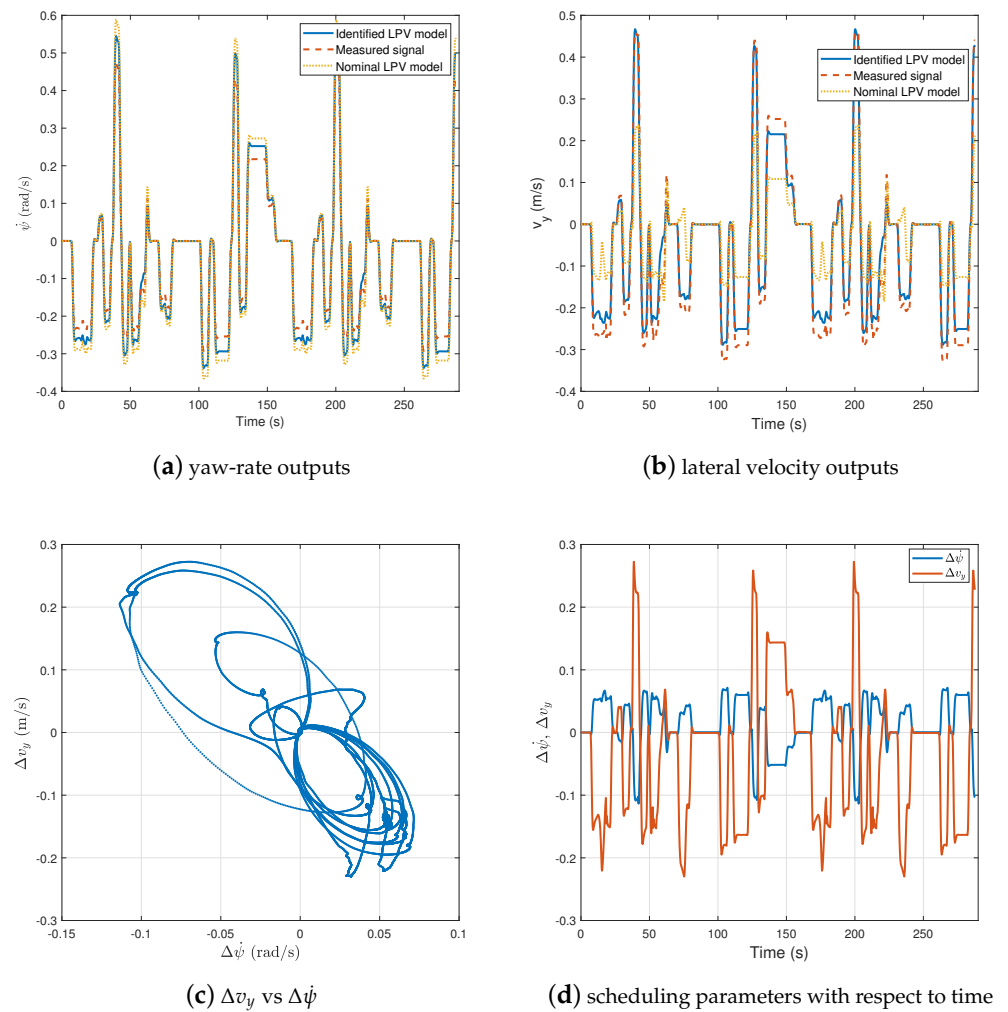 0.6
0.5
0.4
0.3
0.2
0.1
0
-0.1
-0.2
-0.3
-0.4
ψ̇ (rad/s)
Identified LPV model
Measured signal
Nominal LPV model
0 50 100 150 200 250
Time (s)
(a) yaw-rate outputs
0.5
0.4
0.3
0.2
0.1
0
-0.1
-0.2
-0.3
-0.4
v_y (m/s)
Identified LPV model
Measured signal
Nominal LPV model
0 50 100 150 200 250
Time (s)
(b) lateral velocity outputs
0.3
0.2
0.1
0
-0.1
-0.2
-0.3
Δv_y (m/s)
-0.15 -0.1 -0.05 0 0.05 0.1
Δψ̇ (rad/s)
(c) Δv_y vs Δψ̇
0.3
0.2
0.1
0
-0.1
-0.2
-0.3
Δψ̇, Δv_y
Δψ̇
Δv_y
0 50 100 150 200 250
Time (s)
(d) scheduling parameters with respect to time